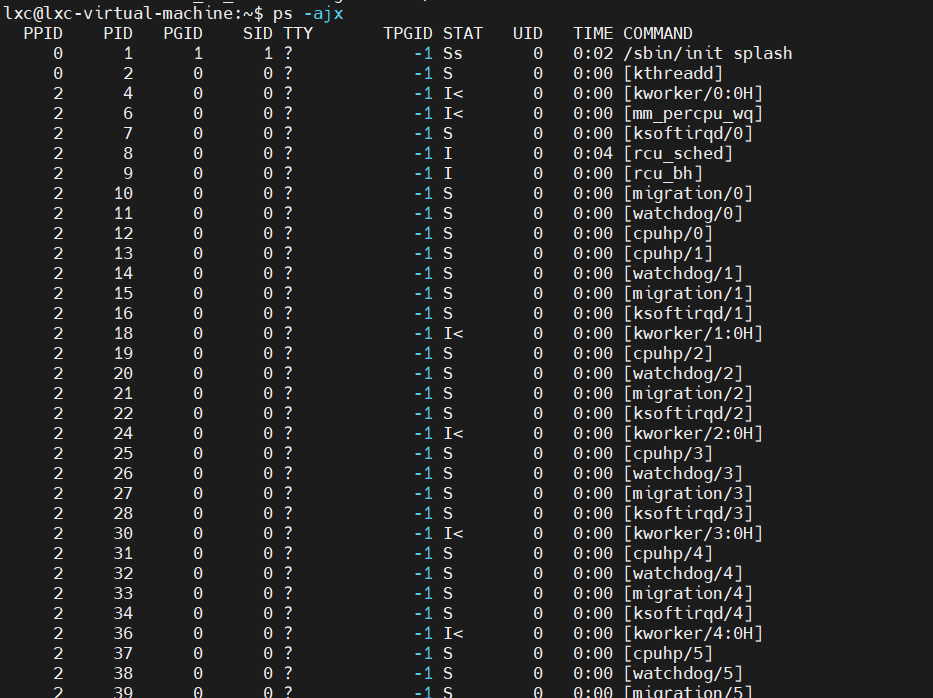 lxc@lxc-virtual-machine:~$ ps -ajx
PPID PID PGID SID TTY TPGID STAT UID TIME COMMAND
0 1 1 1 ? -1 Ss 0 0:02 /sbin/init splash
0 2 0 0 ? -1 S 0 0:00 [kthreadd]
2 4 0 0 ? -1 I< 0 0:00 [kworker/0:0H]
2 6 0 0 ? -1 I< 0 0:00 [mm_percpu_wq]
2 7 0 0 ? -1 S 0 0:00 [ksoftirqd/0]
2 8 0 0 ? -1 I 0 0:04 [rcu_sched]
2 9 0 0 ? -1 I 0 0:00 [rcu_bh]
2 10 0 0 ? -1 S 0 0:00 [migration/0]
2 11 0 0 ? -1 S 0 0:00 [watchdog/0]
2 12 0 0 ? -1 S 0 0:00 [cpuhp/0]
2 13 0 0 ? -1 S 0 0:00 [cpuhp/1]
2 14 0 0 ? -1 S 0 0:00 [watchdog/1]
2 15 0 0 ? -1 S 0 0:00 [migration/1]
2 16 0 0 ? -1 S 0 0:00 [ksoftirqd/1]
2 18 0 0 ? -1 I< 0 0:00 [kworker/1:0H]
2 19 0 0 ? -1 S 0 0:00 [cpuhp/2]
2 20 0 0 ? -1 S 0 0:00 [watchdog/2]
2 21 0 0 ? -1 S 0 0:00 [migration/2]
2 22 0 0 ? -1 S 0 0:00 [ksoftirqd/2]
2 24 0 0 ? -1 I< 0 0:00 [kworker/2:0H]
2 25 0 0 ? -1 S 0 0:00 [cpuhp/3]
2 26 0 0 ? -1 S 0 0:00 [watchdog/3]
2 27 0 0 ? -1 S 0 0:00 [migration/3]
2 28 0 0 ? -1 S 0 0:00 [ksoftirqd/3]
2 30 0 0 ? -1 I< 0 0:00 [kworker/3:0H]
2 31 0 0 ? -1 S 0 0:00 [cpuhp/4]
2 32 0 0 ? -1 S 0 0:00 [watchdog/4]
2 33 0 0 ? -1 S 0 0:00 [migration/4]
2 34 0 0 ? -1 S 0 0:00 [ksoftirqd/4]
2 36 0 0 ? -1 I< 0 0:00 [kworker/4:0H]
2 37 0 0 ? -1 S 0 0:00 [cpuhp/5]
2 38 0 0 ? -1 S 0 0:00 [watchdog/5]
2 39 0 0 ? -1 S 0 0:00 [migration/5]